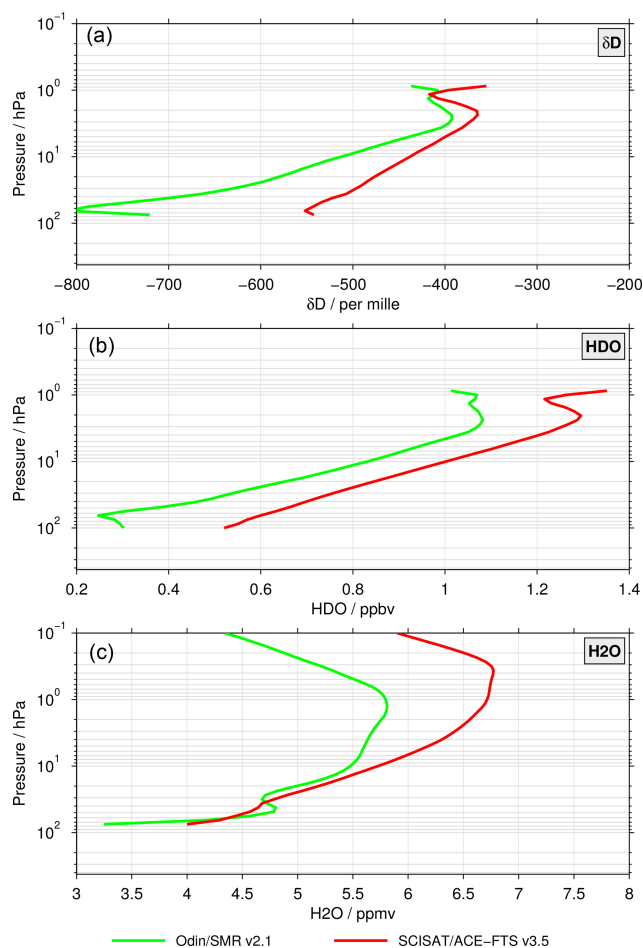 (a)
δD
10⁻¹
10⁰
10¹
10²
Pressure / hPa
−800 −700 −600 −500 −400 −300 −200
δD / per mille
(b)
HDO
10⁻¹
10⁰
10¹
10²
Pressure / hPa
0.2 0.4 0.6 0.8 1 1.2 1.4
HDO / ppbv
(c)
H2O
10⁻¹
10⁰
10¹
10²
Pressure / hPa
3 3.5 4 4.5 5 5.5 6 6.5 7 7.5 8
H2O / ppmv
Odin/SMR v2.1 SCISAT/ACE−FTS v3.5